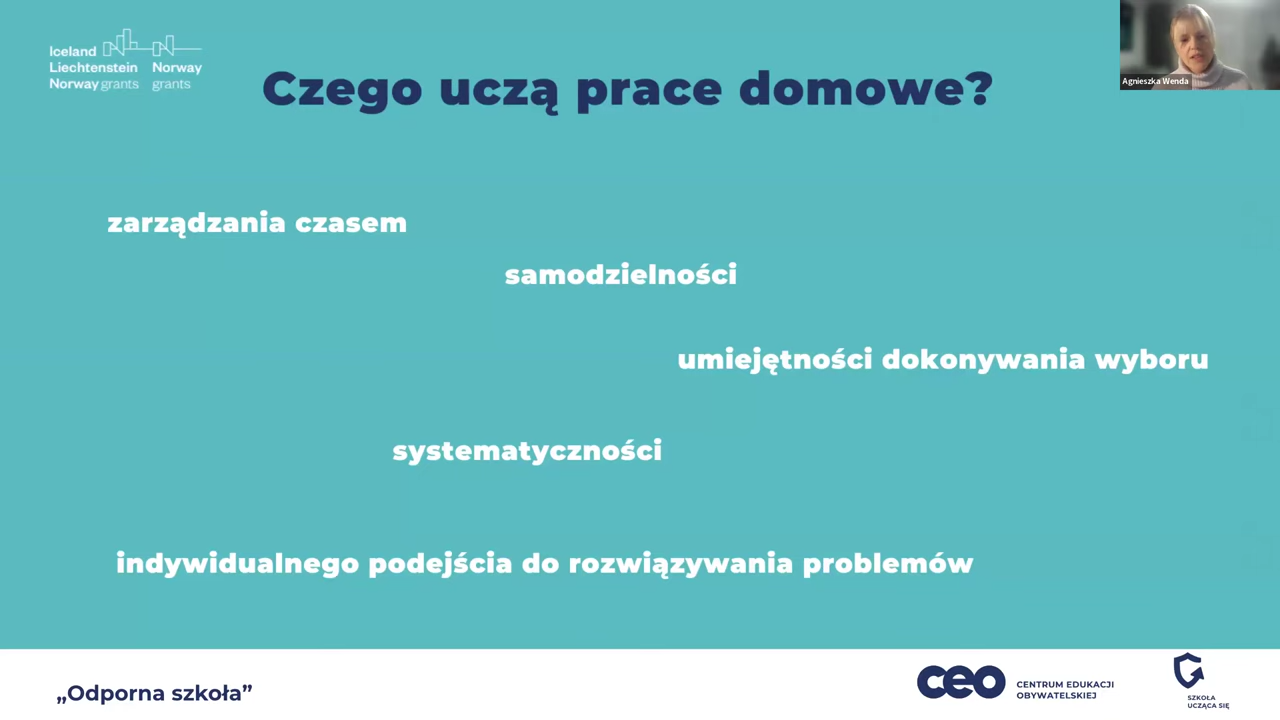 Iceland
Liechtenstein Norway
Norway grants grants
Czego uczą prace domowe?
Agnieszka Wenda
zarządzania czasem
samodzielności
umiejętności dokonywania wyboru
systematyczności
indywidualnego podejścia do rozwiązywania problemów
„Odporna szkoła”
ceo CENTRUM EDUKACJI
OBYWATELSKIEJ
SZKOŁA
UCZĄCA SIĘ